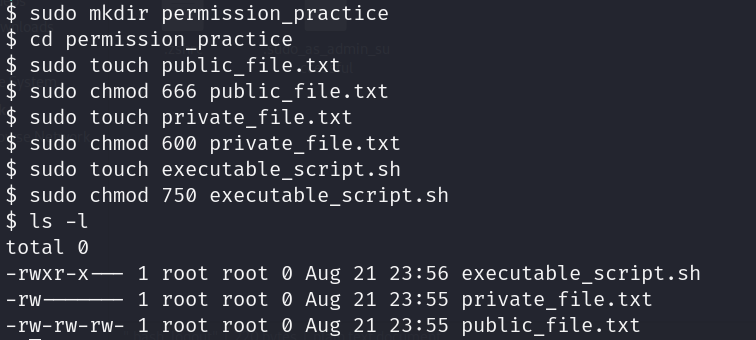 $ sudo mkdir permission_practice
$ cd permission_practice
$ sudo touch public_file.txt
$ sudo chmod 666 public_file.txt
$ sudo touch private_file.txt
$ sudo chmod 600 private_file.txt
$ sudo touch executable_script.sh
$ sudo chmod 750 executable_script.sh
$ ls -l
total 0
-rwxr-x--- 1 root root 0 Aug 21 23:56 executable_script.sh
-rw------- 1 root root 0 Aug 21 23:55 private_file.txt
-rw-rw-rw- 1 root root 0 Aug 21 23:55 public_file.txt